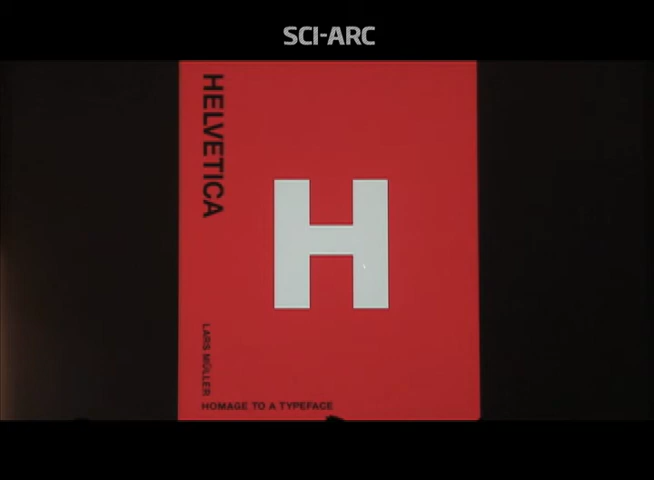 SCI-ARC
HELVETICA
H
LARS MÜLLER
HOMAGE TO A TYPEFACE